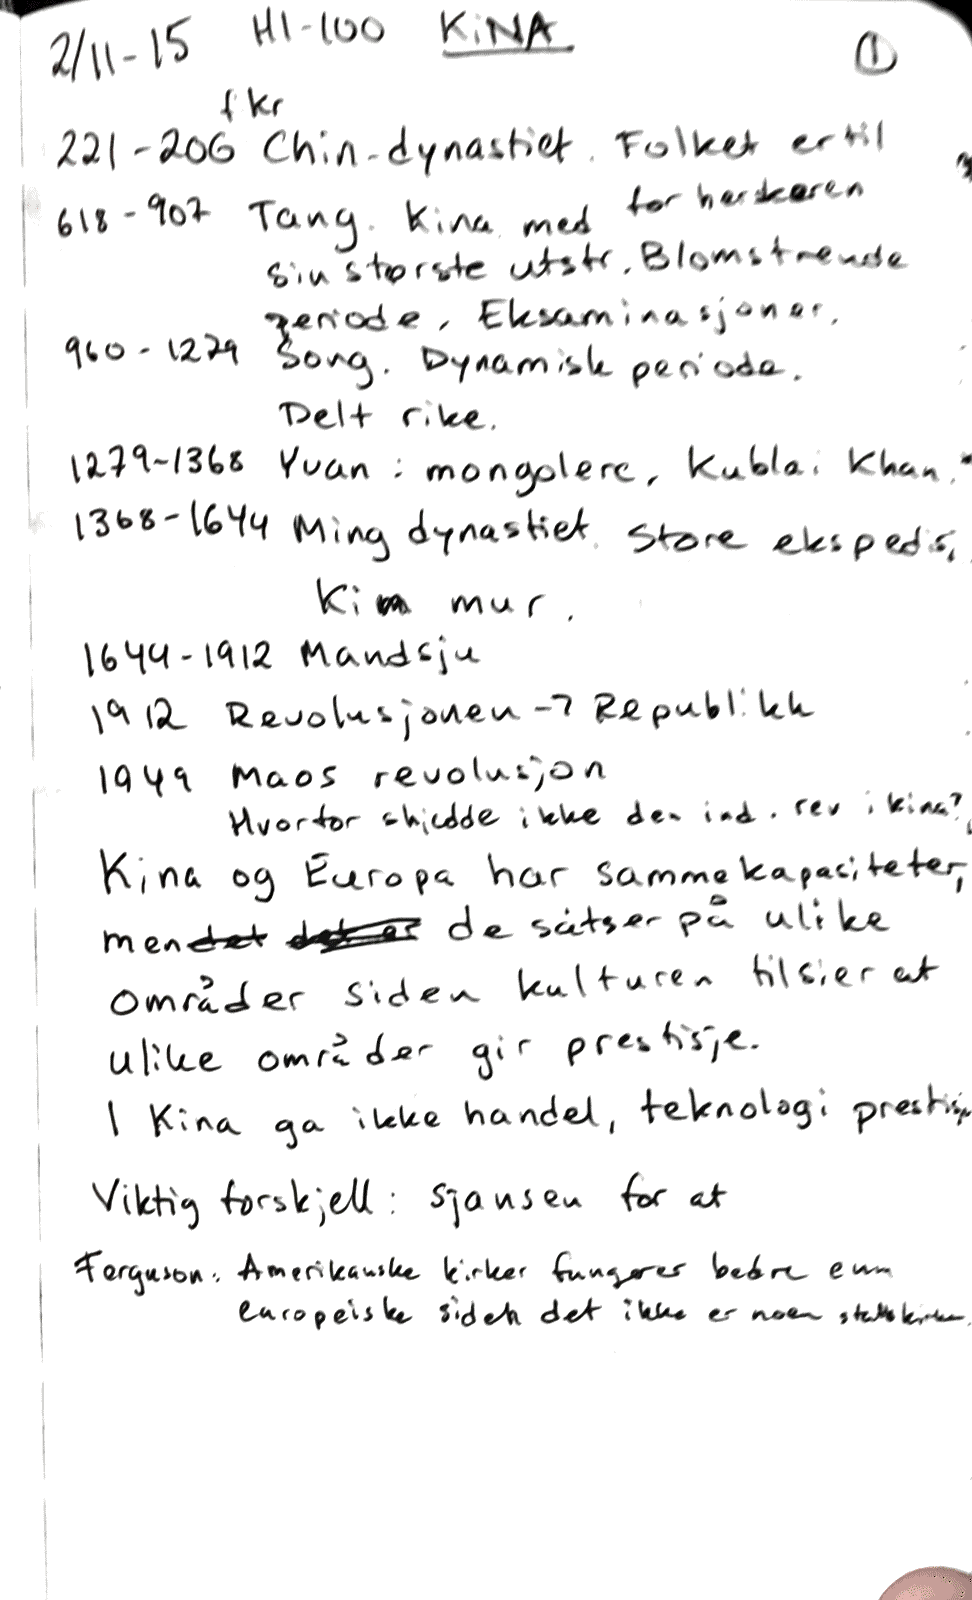 2/11-15 HI-100 KINA ①
f kr
221-206 Chin-dynastiet. Folket er til
for herskeren
618-907 Tang. Kina med
sin største utstr. Blomstrende
periode, Eksaminasjoner.
960-1279 Song. Dynamisk periode.
Delt rike.
1279-1368 Yuan: mongolere, Kublai Khan.
1368-1644 Ming dynastiet. Store ekspedis,
Kin mur.
1644-1912 Mandsju
1912 Revolusjonen -> Republikk
1949 Maos revolusjon
Hvorfor skjedde ikke den ind. rev i kina?
Kina og Europa har samme kapasiteter,
men de satser på ulike
områder siden kulturen tilsier at
ulike områder gir prestisje.
I Kina ga ikke handel, teknologi prestisje
Viktig forskjell: sjansen for at
Ferguson: Amerikanske kirker fungerer bedre enn
europeiske siden det ikke er noen statskirke.